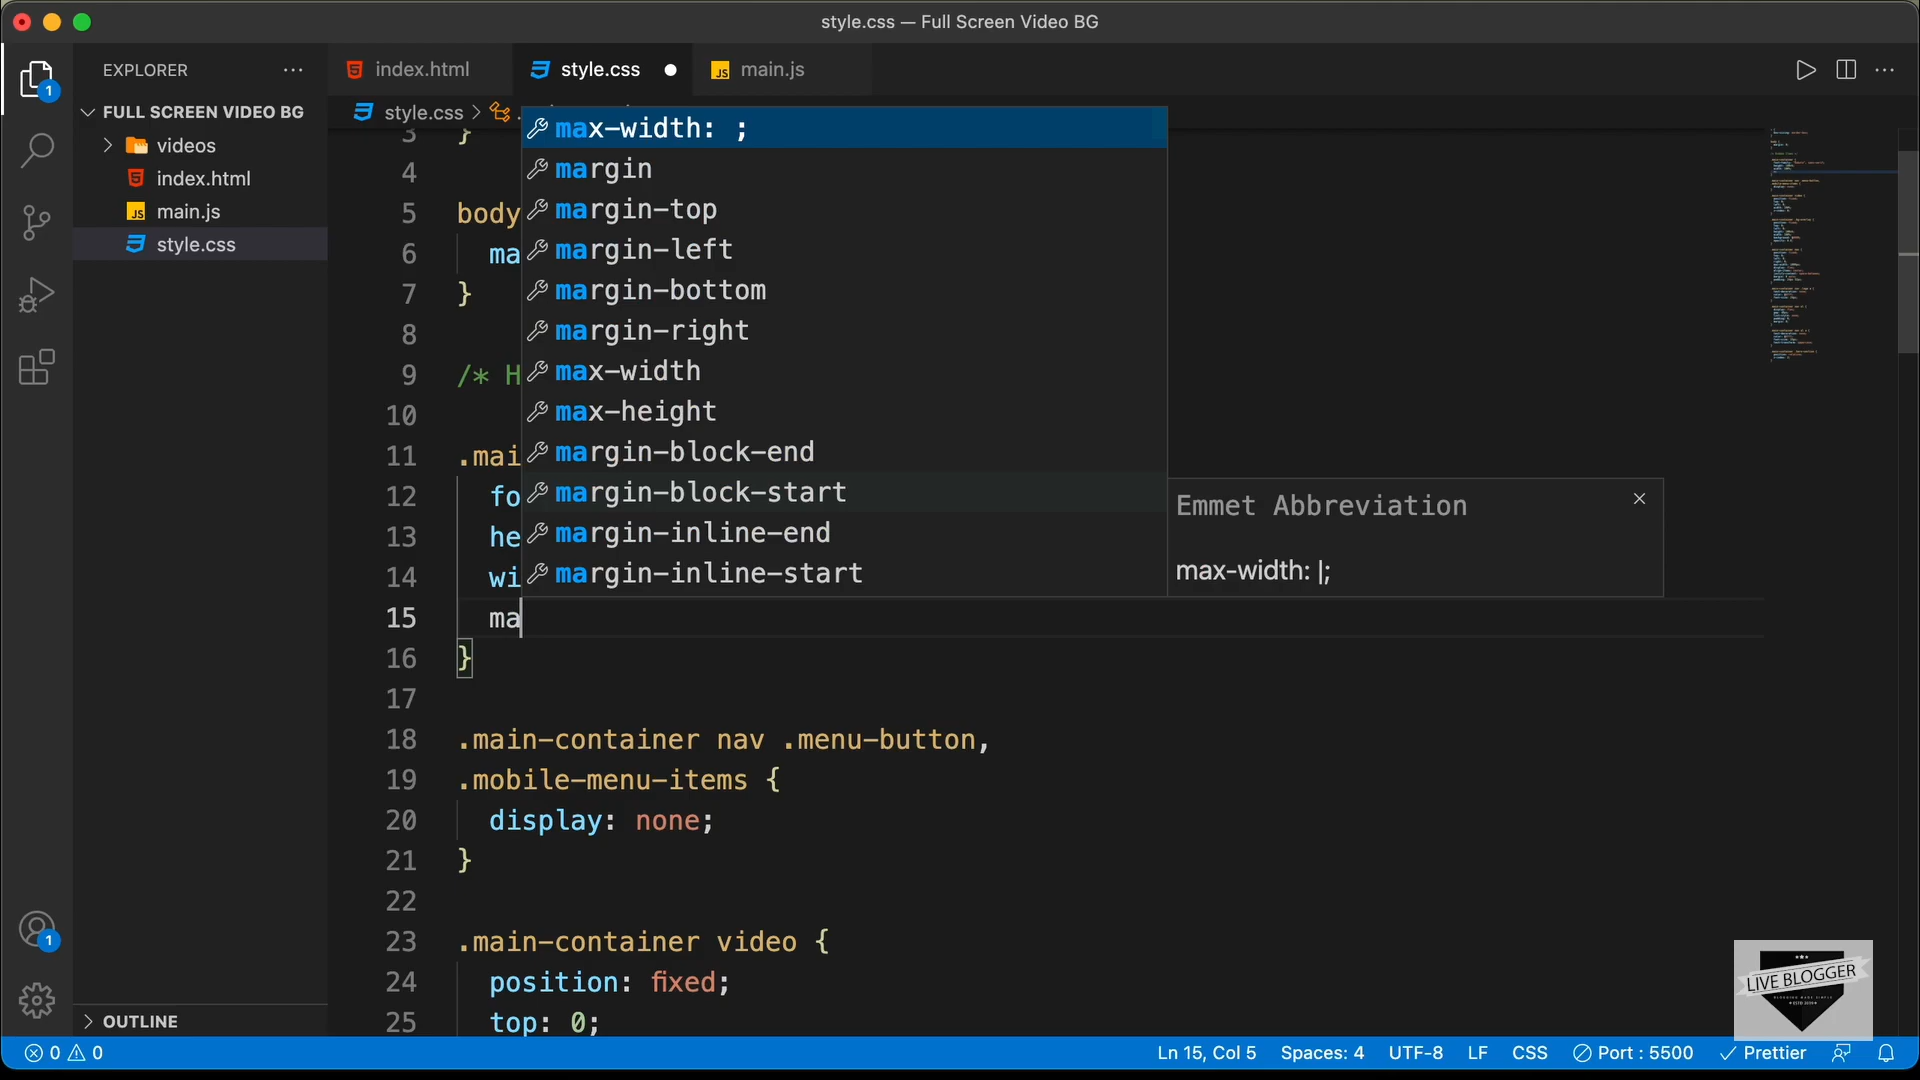 style.css — Full Screen Video BG
EXPLORER
index.html
style.css
main.js
FULL SCREEN VIDEO BG
style.css
videos
index.html
main.js
style.css
1
OUTLINE
1
3 }
4
5 body
6 ma
7 }
8
9 /* H
10
11 .mai
12 fo
13 he
14 wi
15 ma
16 }
17
18 .main-container nav .menu-button,
19 .mobile-menu-items {
20 display: none;
21 }
22
23 .main-container video {
24 position: fixed;
25 top: 0;
max-width: ;
margin
margin-top
margin-left
margin-bottom
margin-right
max-width
max-height
margin-block-end
margin-block-start
margin-inline-end
margin-inline-start
Emmet Abbreviation
max-width: |;
LIVE BLOGGER
BLOGGING MADE SIMPLE
0 0
Ln 15, Col 5
Spaces: 4
UTF-8
LF
CSS
Port : 5500
Prettier